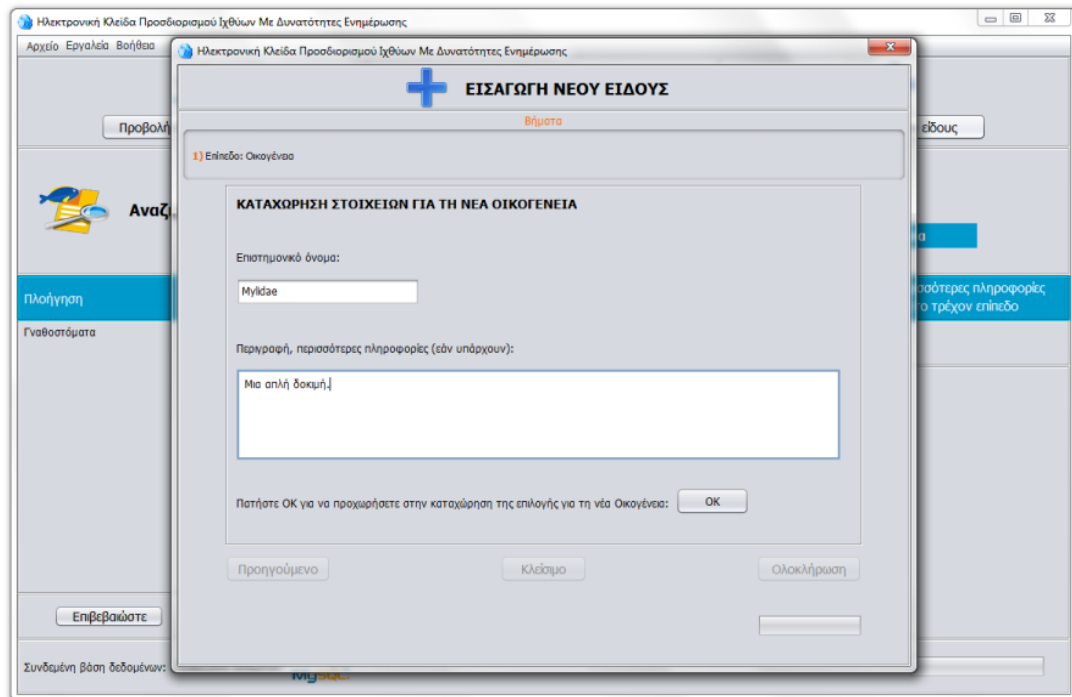 Ηλεκτρονική Κλείδα Προσδιορισμού Ιχθύων Με Δυνατότητες Ενημέρωσης
Αρχείο Εργαλεία Βοήθεια
Ηλεκτρονική Κλείδα Προσδιορισμού Ιχθύων Με Δυνατότητες Ενημέρωσης
ΕΙΣΑΓΩΓΗ ΝΕΟΥ ΕΙΔΟΥΣ
Βήματα
Προβολή
είδους
1) Επίπεδο: Οικογένεια
ΚΑΤΑΧΩΡΗΣΗ ΣΤΟΙΧΕΙΩΝ ΓΙΑ ΤΗ ΝΕΑ ΟΙΚΟΓΕΝΕΙΑ
Επιστημονικό όνομα:
Mylidae
Πλοήγηση
πληροφορίες
το τρέχον επίπεδο
Γναθοστόματα
Περιγραφή, περισσότερες πληροφορίες (εάν υπάρχουν):
Μια απλή δοκιμή.
Πατήστε ΟΚ για να προχωρήσετε στην καταχώρηση της επιλογής για τη νέα Οικογένεια:
OK
Προηγούμενο
Κλείσιμο
Ολοκλήρωση
Επιβεβαιώστε
Συνδεμένη βάση δεδομένων:
MySQL